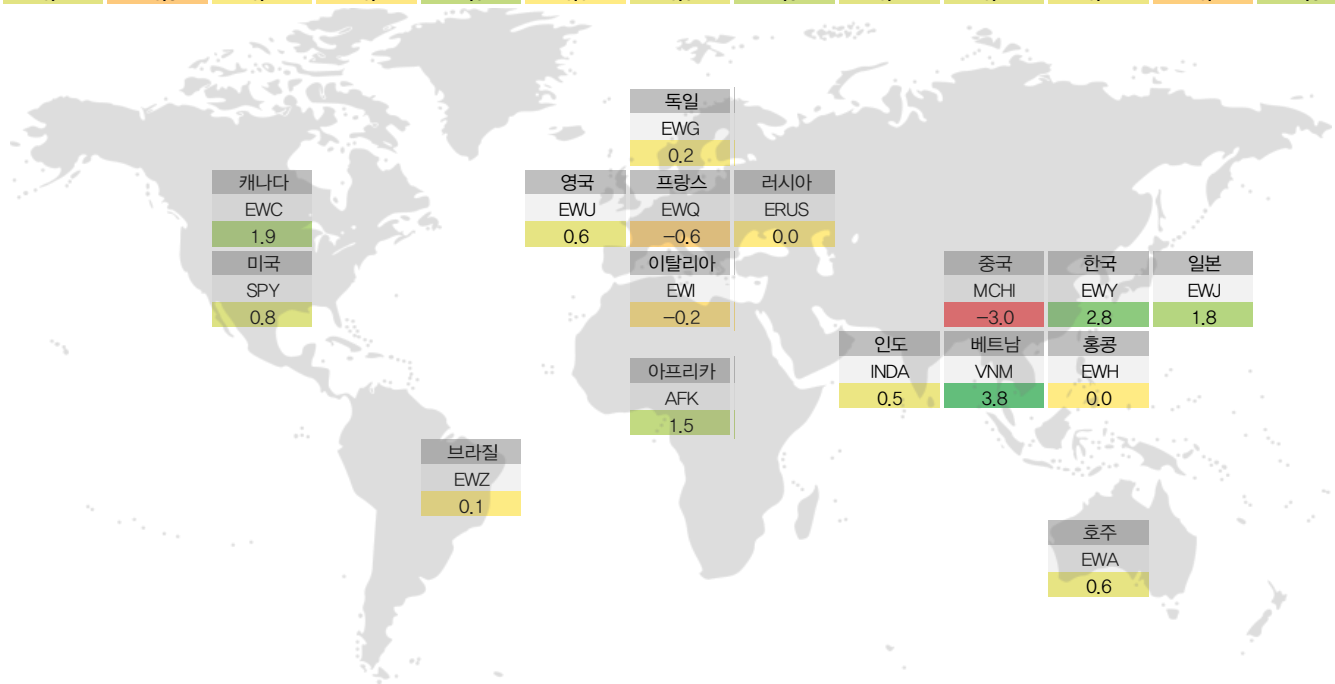 독일
EWG
0.2
캐나다
EWC
1.9
영국
EWU
0.6
프랑스
EWQ
-0.6
러시아
ERUS
0.0
미국
SPY
0.8
이탈리아
EWI
-0.2
중국
MCHI
-3.0
한국
EWY
2.8
일본
EWJ
1.8
인도
INDA
0.5
베트남
VNM
3.8
홍콩
EWH
0.0
아프리카
AFK
1.5
브라질
EWZ
0.1
호주
EWA
0.6